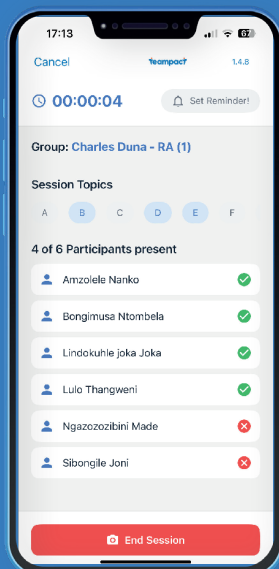 17:13
67
Cancel teampact 1.4.8
00:00:04 Set Reminder!
Group: Charles Duna - RA (1)
Session Topics
A B C D E F
4 of 6 Participants present
Amzolele Nanko
Bongimusa Ntombela
Lindokuhle joka Joka
Lulo Thangweni
Ngazozozibini Made
Sibongile Joni
End Session